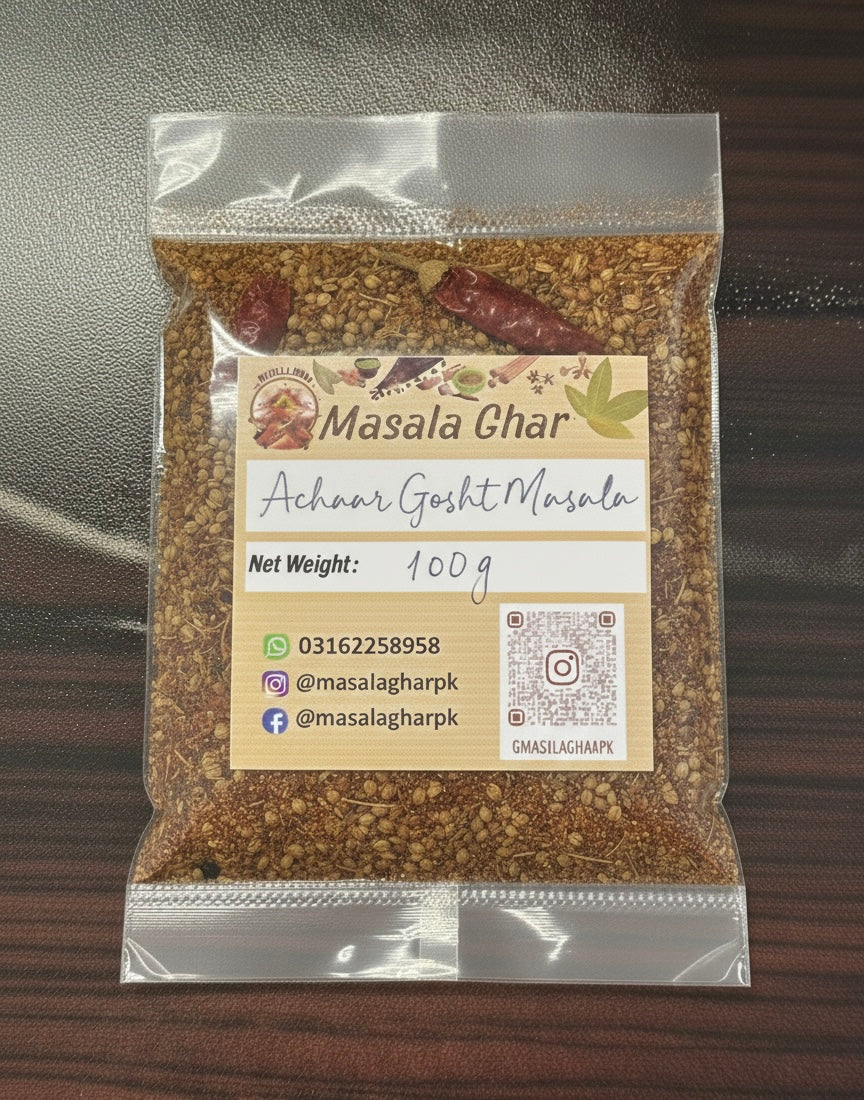 Masala Ghar
Achaar Gosht Masala
Net Weight: 100g
03162258958
@masalagharpk
@masalagharpk
GMASILAGHAAPK